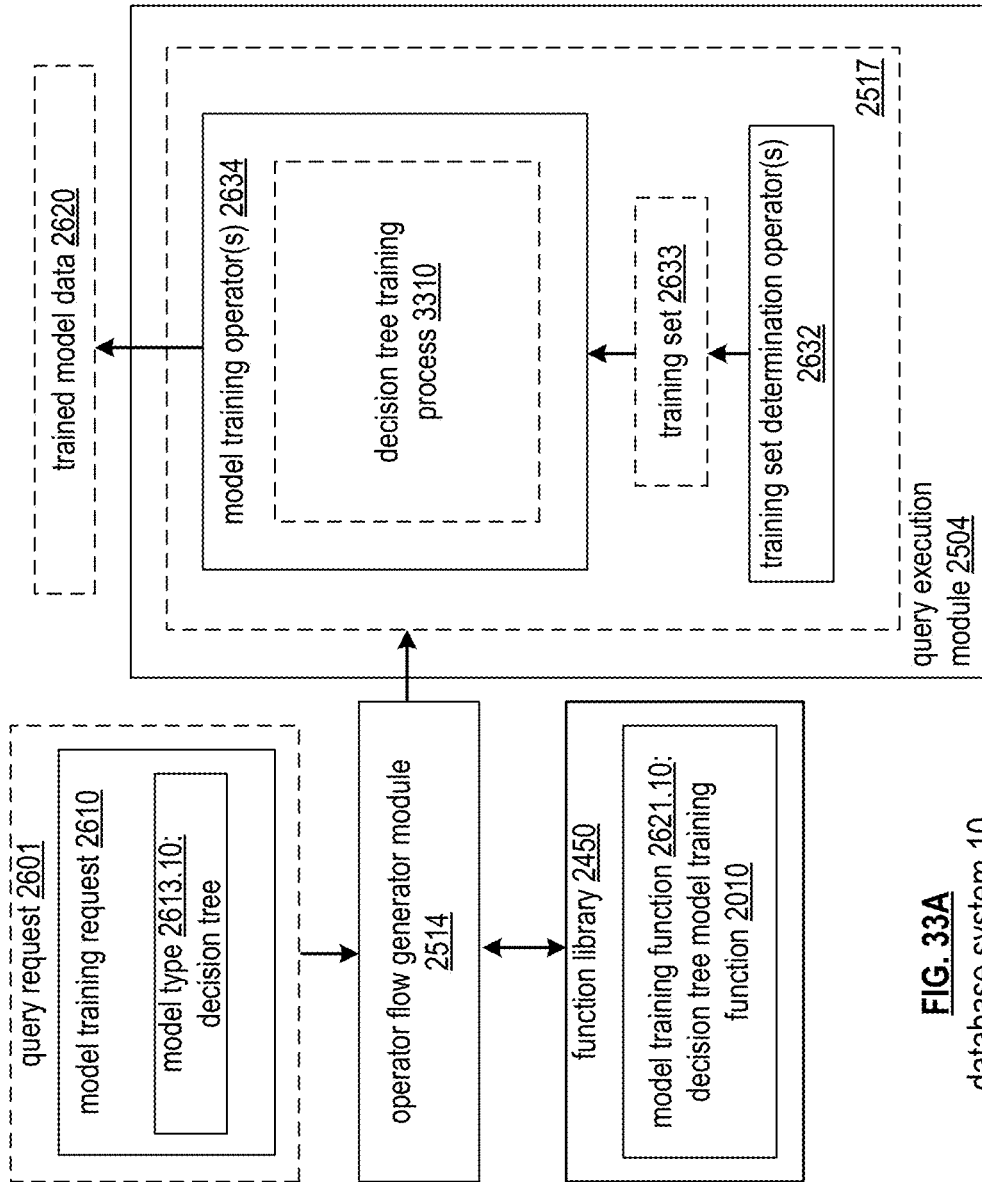 query request 2601
model training request 2610
model type 2613.10:
decision tree
operator flow generator module
2514
function library 2450
model training function 2621.10:
decision tree model training
function 2010
trained model data 2620
model training operator(s) 2634
decision tree training
process 3310
training set 2633
training set determination operator(s)
2632
2517
query execution
module 2504
FIG. 33A
database system 10